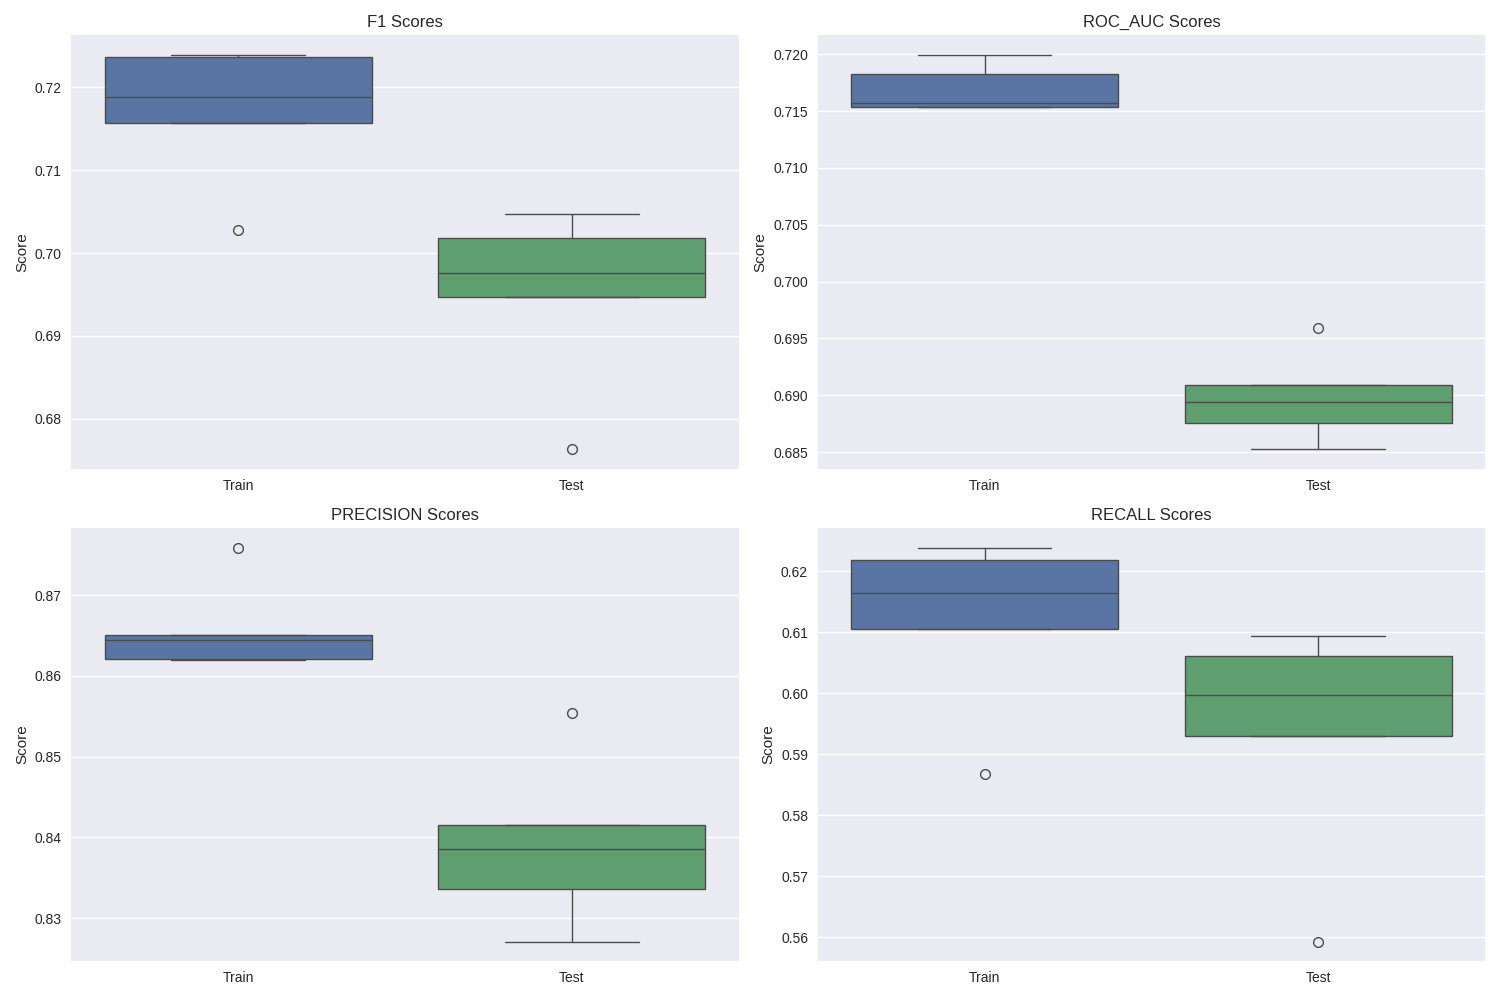 F1 Scores
Score
0.72
0.71
0.70
0.69
0.68
Train
Test
ROC_AUC Scores
Score
0.720
0.715
0.710
0.705
0.700
0.695
0.690
0.685
Train
Test
PRECISION Scores
Score
0.87
0.86
0.85
0.84
0.83
Train
Test
RECALL Scores
Score
0.62
0.61
0.60
0.59
0.58
0.57
0.56
Train
Test